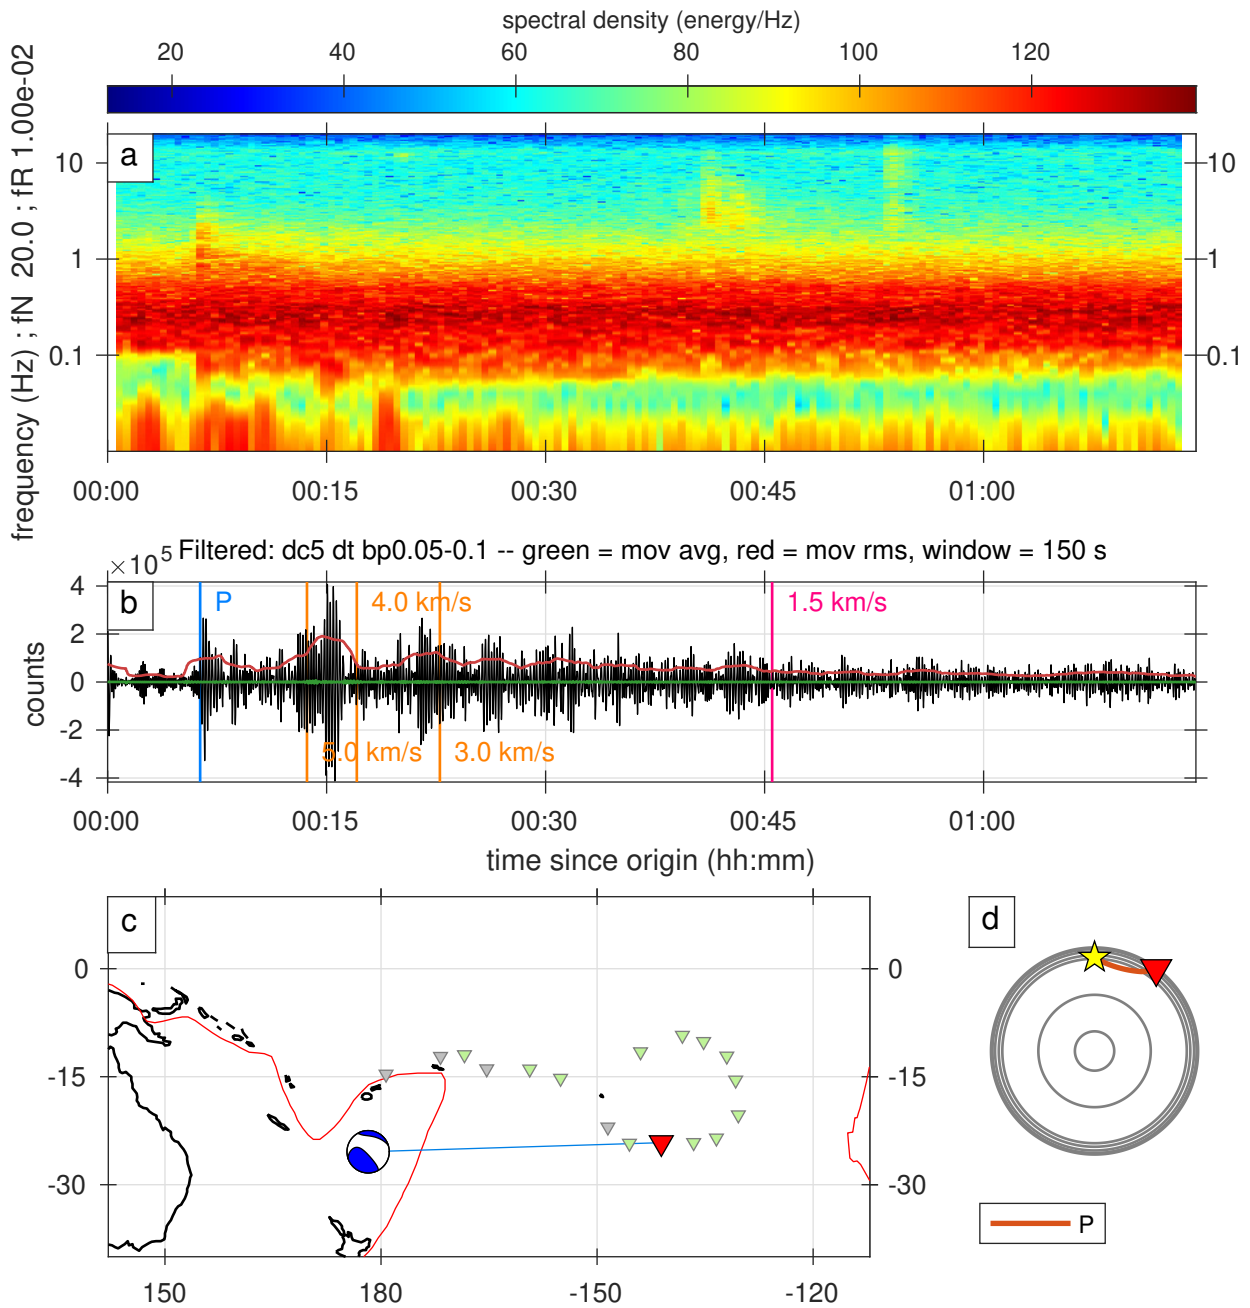 spectral density (energy/Hz)
20 40 60 80 100 120
frequency (Hz) ; fN 20.0 ; fR 1.00e-02
a
10 10
1 1
0.1 0.1
00:00 00:15 00:30 00:45 01:00
×10^5 Filtered: dc5 dt bp0.05-0.1 -- green = mov avg, red = mov rms, window = 150 s
b
counts
4
2
0
-2
-4
P 4.0 km/s 1.5 km/s
5.0 km/s 3.0 km/s
00:00 00:15 00:30 00:45 01:00
time since origin (hh:mm)
c
0 0
-15 -15
-30 -30
150 180 -150 -120
d
P